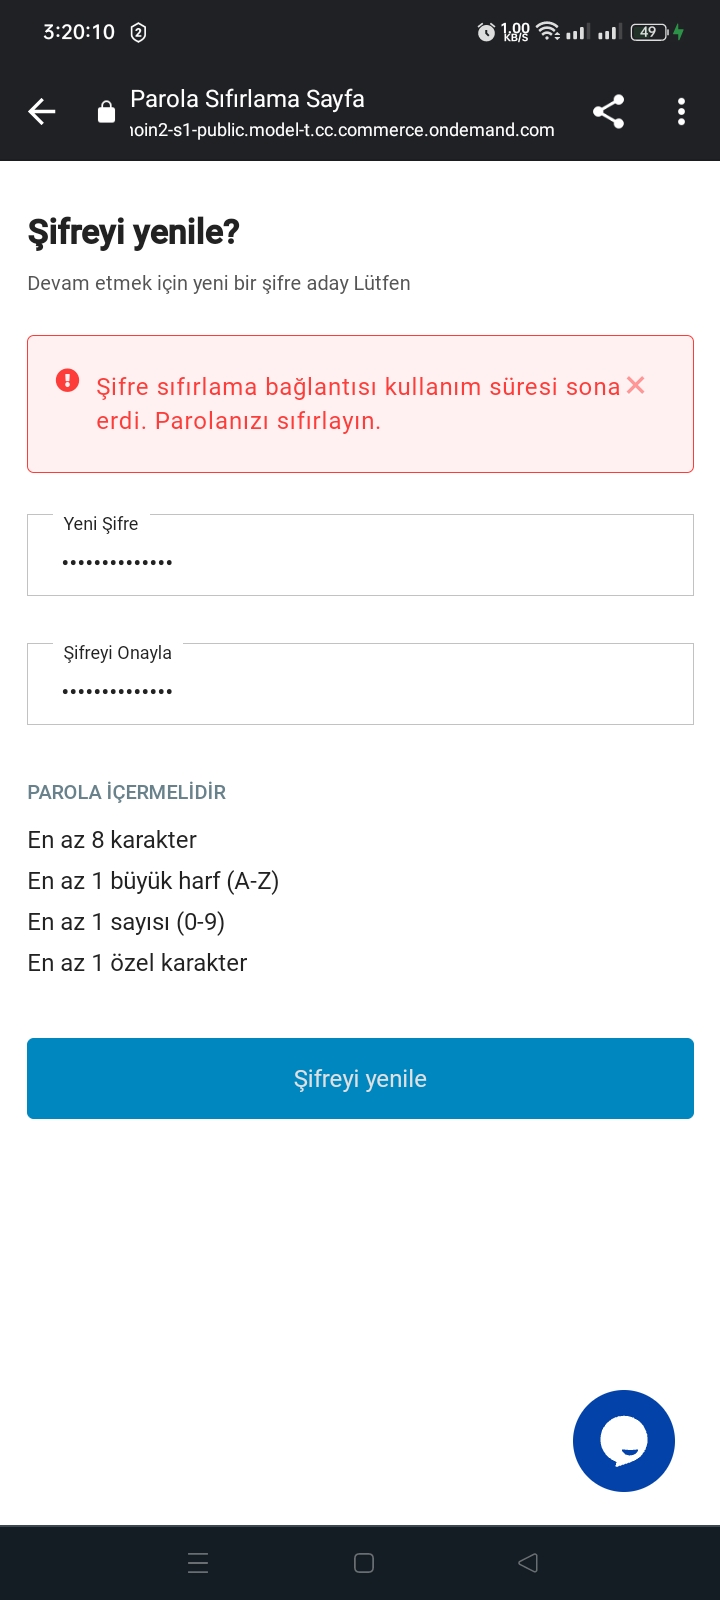 3:20:10
2
1.00
KB/S
49
Parola Sıfırlama Sayfa
noin2-s1-public.model-t.cc.commerce.ondemand.com
Şifreyi yenile?
Devam etmek için yeni bir şifre aday Lütfen
Şifre sıfırlama bağlantısı kullanım süresi sona
erdi. Parolanızı sıfırlayın.
Yeni Şifre
••••••••••••••
Şifreyi Onayla
••••••••••••••
PAROLA İÇERMELİDİR
En az 8 karakter
En az 1 büyük harf (A-Z)
En az 1 sayısı (0-9)
En az 1 özel karakter
Şifreyi yenile